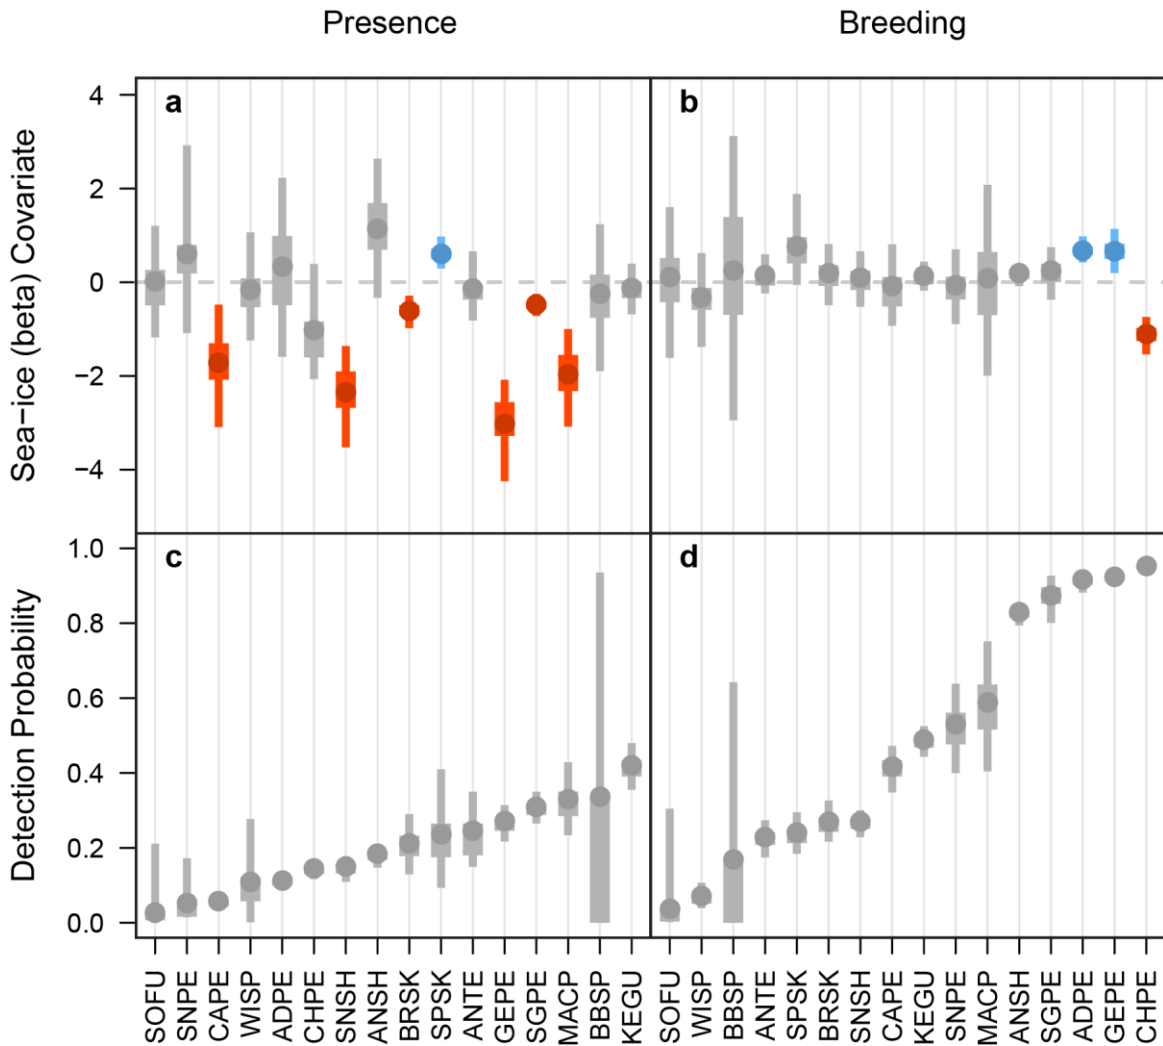 Presence
Breeding
Sea−ice (beta) Covariate
a
b
4
2
0
−2
−4
Detection Probability
c
d
1.0
0.8
0.6
0.4
0.2
0.0
SOFU
SNPE
CAPE
WISP
ADPE
CHPE
SNSH
ANSH
BRSK
SPSK
ANTE
GEPE
SGPE
MACP
BBSP
KEGU
SOFU
WISP
BBSP
ANTE
SPSK
BRSK
SNSH
CAPE
KEGU
SNPE
MACP
ANSH
SGPE
ADPE
GEPE
CHPE